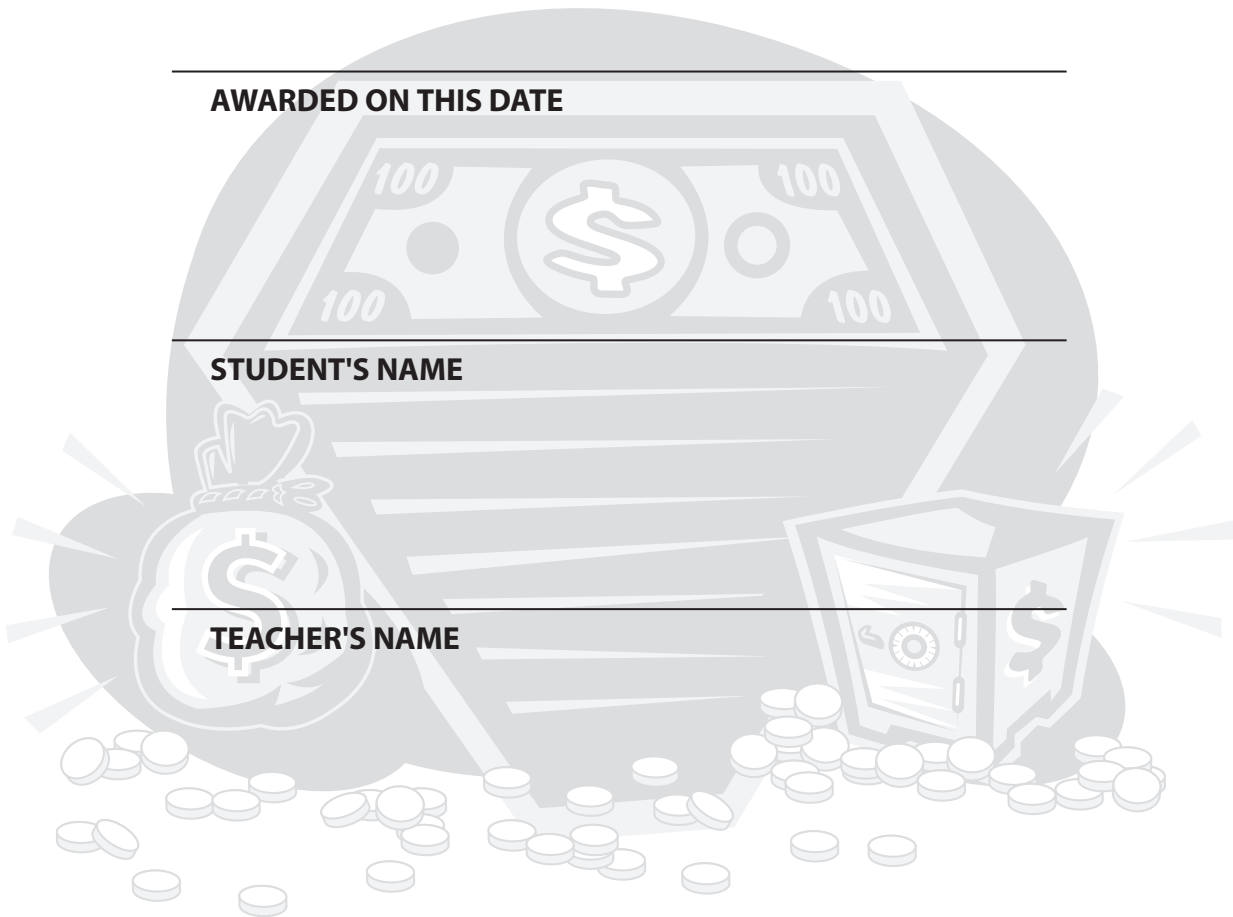 AWARDED ON THIS DATE
100 100
$
100 100
STUDENT'S NAME
$
$
TEACHER'S NAME